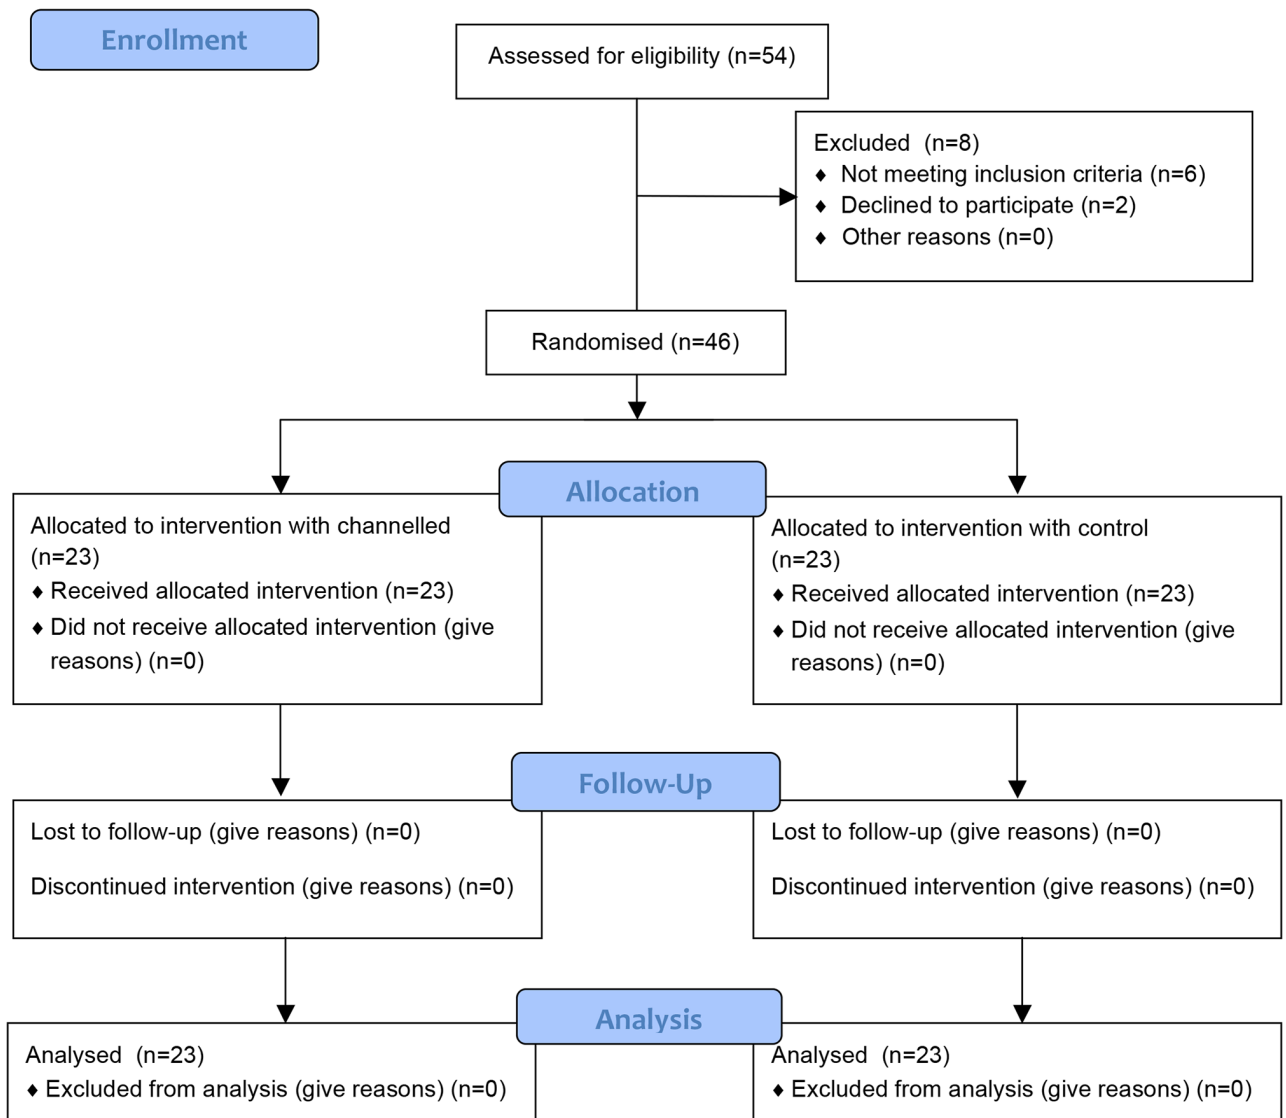 Enrollment
Assessed for eligibility (n=54)
Excluded (n=8)
♦ Not meeting inclusion criteria (n=6)
♦ Declined to participate (n=2)
♦ Other reasons (n=0)
Randomised (n=46)
Allocation
Allocated to intervention with channelled
(n=23)
♦ Received allocated intervention (n=23)
♦ Did not receive allocated intervention (give
reasons) (n=0)
Allocated to intervention with control
(n=23)
♦ Received allocated intervention (n=23)
♦ Did not receive allocated intervention (give
reasons) (n=0)
Follow-Up
Lost to follow-up (give reasons) (n=0)
Discontinued intervention (give reasons) (n=0)
Lost to follow-up (give reasons) (n=0)
Discontinued intervention (give reasons) (n=0)
Analysis
Analysed (n=23)
♦ Excluded from analysis (give reasons) (n=0)
Analysed (n=23)
♦ Excluded from analysis (give reasons) (n=0)